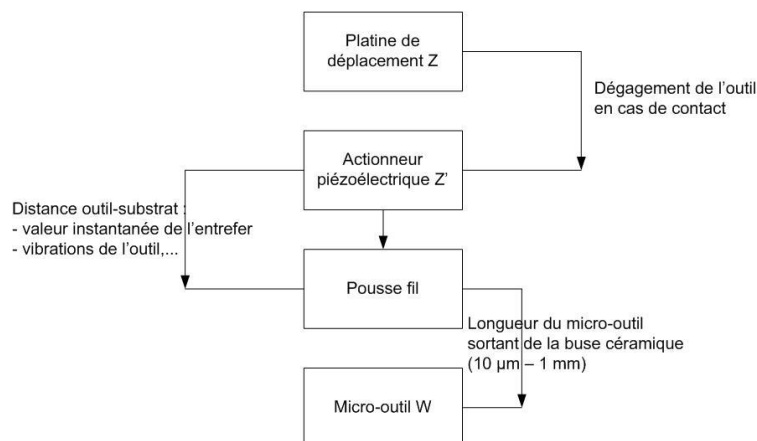 Platine de
déplacement Z
Dégagement de l’outil
en cas de contact
Actionneur
piézoélectrique Z’
Distance outil-substrat :
- valeur instantanée de l’entrefer
- vibrations de l’outil,...
Pousse fil
Longueur du micro-outil
sortant de la buse céramique
(10 µm – 1 mm)
Micro-outil W